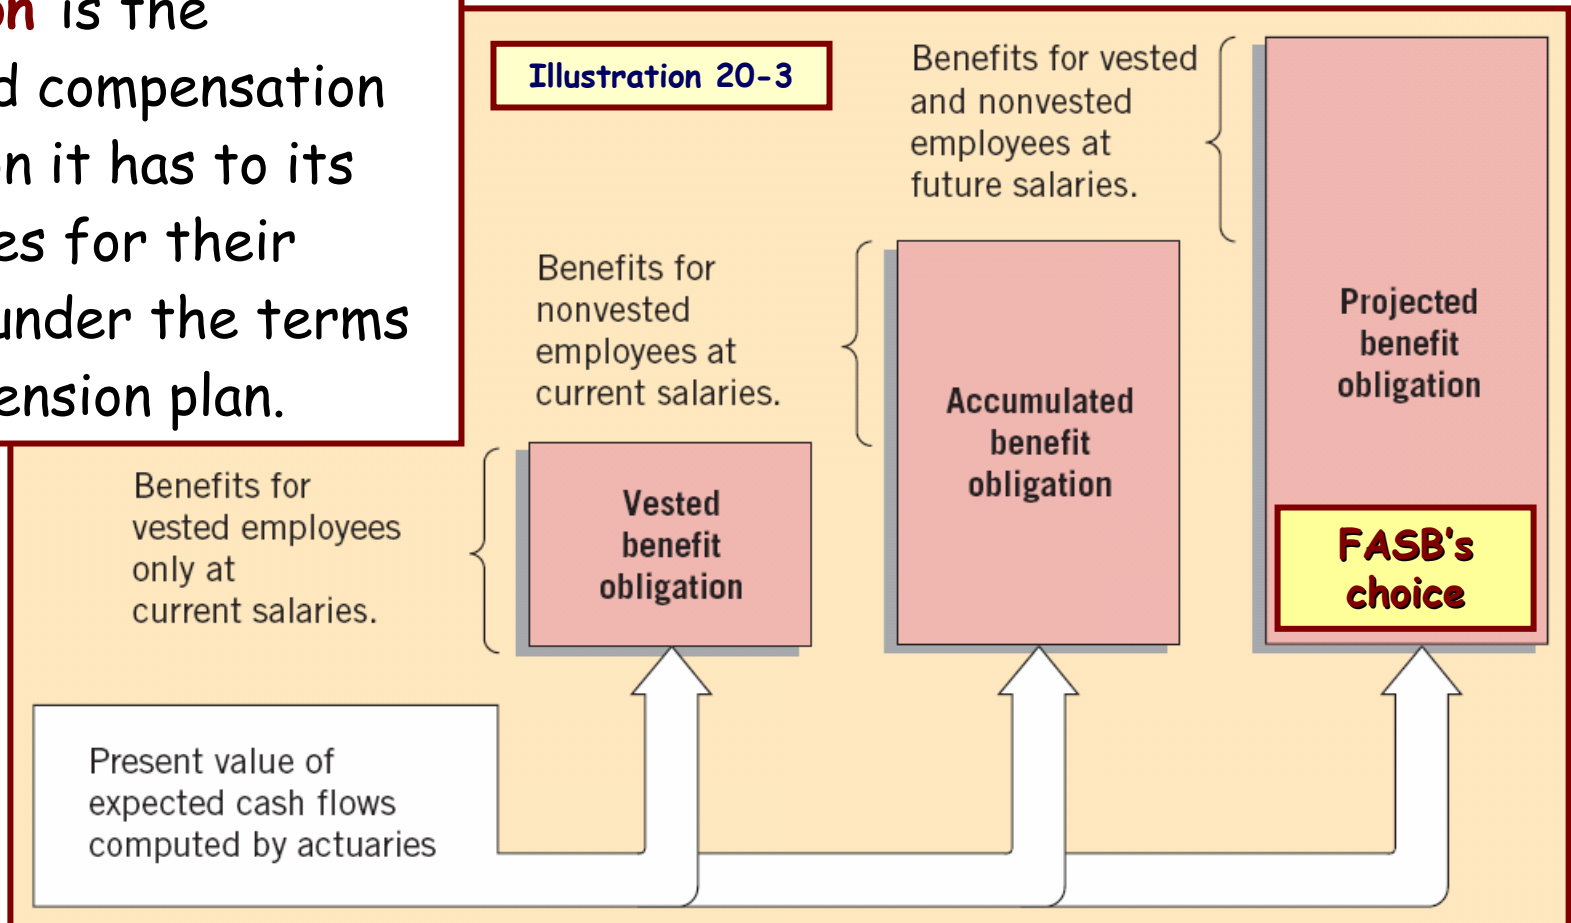 on is the
d compensation
on it has to its
es for their
under the terms
ension plan.
Illustration 20-3
Benefits for vested
and nonvested
employees at
future salaries.
Benefits for
nonvested
employees at
current salaries.
Benefits for
vested employees
only at
current salaries.
Vested
benefit
obligation
Accumulated
benefit
obligation
Projected
benefit
obligation
FASB's
choice
Present value of
expected cash flows
computed by actuaries